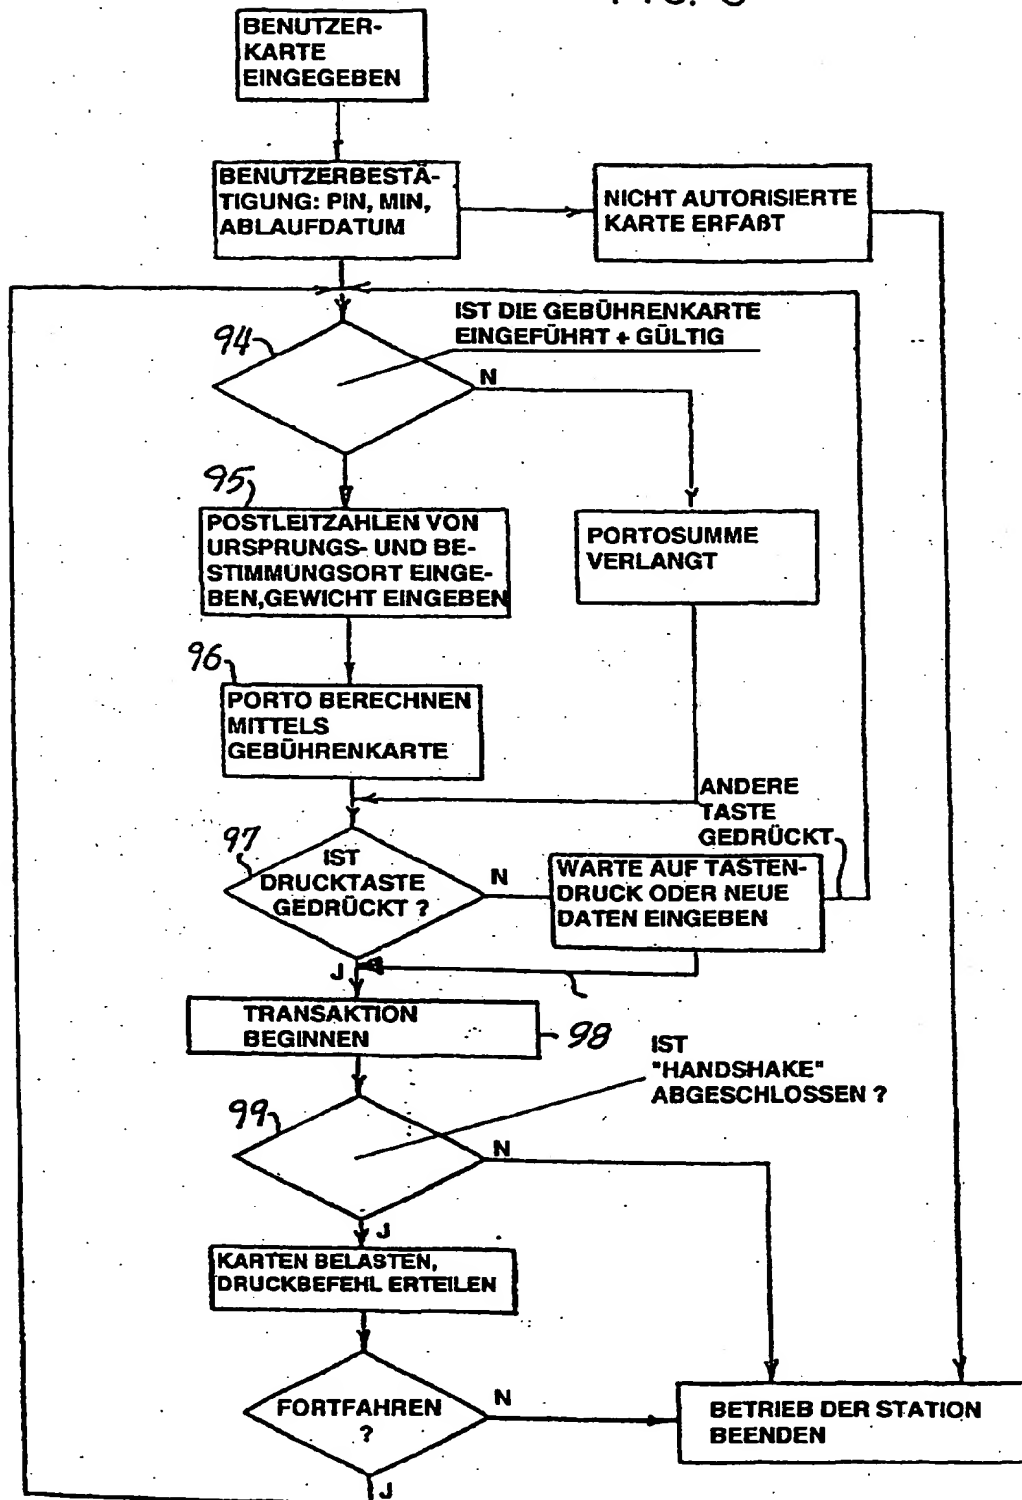 BENUTZER-
KARTE
EINGEGEBEN
BENUTZERBESTÄ-
TIGUNG: PIN, MIN,
ABLAUFDATUM
NICHT AUTORISIERTE
KARTE ERFAßT
IST DIE GEBÜHRENKARTE
EINGEFÜHRT + GÜLTIG
94
N
95
POSTLEITZAHLEN VON
URSPRUNGS- UND BE-
STIMMUNGSORT EINGE-
BEN, GEWICHT EINGEBEN
PORTOSUMME
VERLANGT
96
PORTO BERECHNEN
MITTELS
GEBÜHRENKARTE
ANDERE
TASTE
GEDRÜCKT
97
IST
DRUCKTASTE
GEDRÜCKT ?
N
WARTE AUF TASTEN-
DRUCK ODER NEUE
DATEN EINGEBEN
J
TRANSAKTION
BEGINNEN
98
IST
"HANDSHAKE"
ABGESCHLOSSEN ?
99
N
J
KARTEN BELASTEN,
DRUCKBEFEHL ERTEILEN
FORTFAHREN
?
N
BETRIEB DER STATION
BEENDEN
J